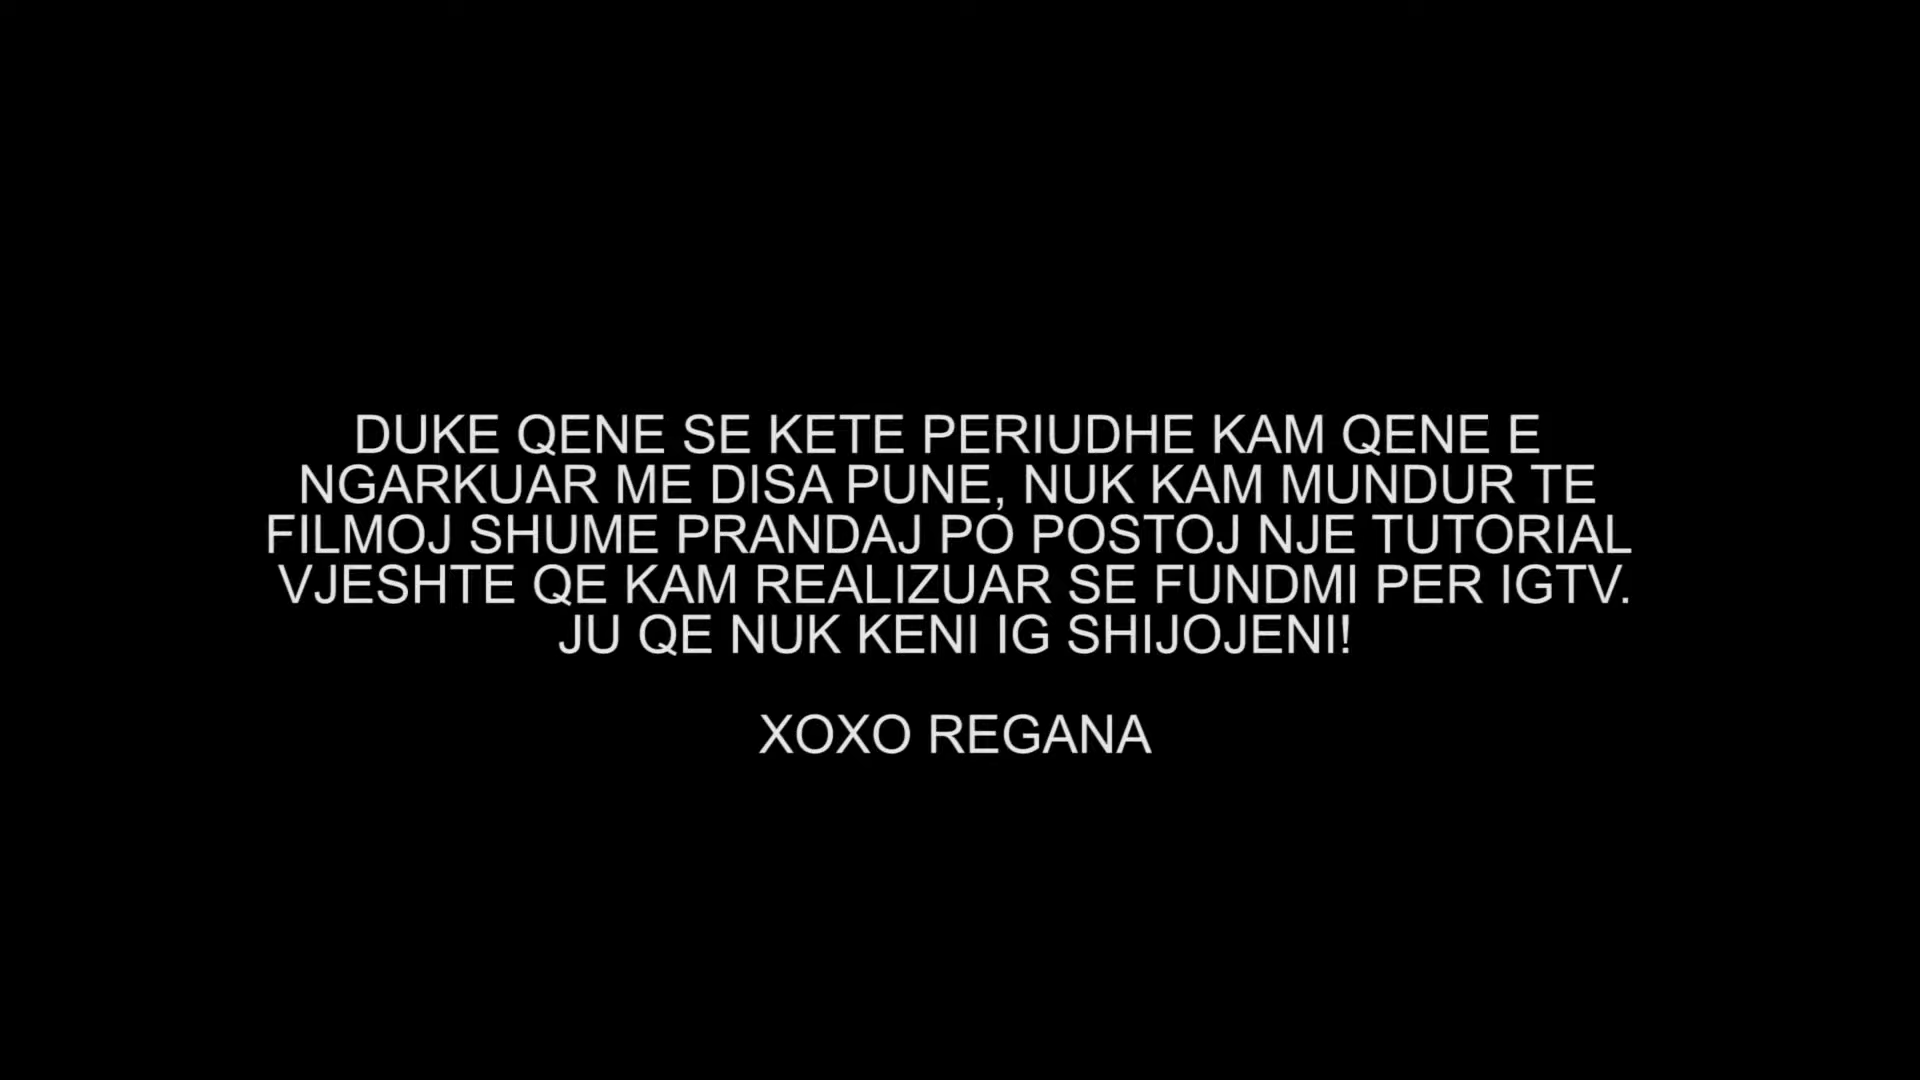 DUKE QENE SE KETE PERIUDHE KAM QENE E
NGARKUAR ME DISA PUNE, NUK KAM MUNDUR TE
FILMOJ SHUME PRANDAJ PO POSTOJ NJE TUTORIAL
VJESHTE QE KAM REALIZUAR SE FUNDMI PER IGTV.
JU QE NUK KENI IG SHIJOJENI!
XOXO REGANA